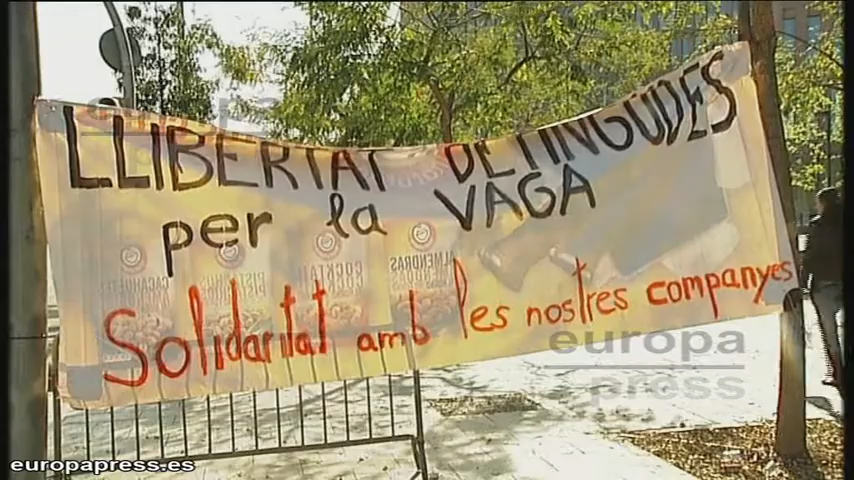 LLIBERTAT DETINGUDES
per la VAGA
Solidaritat amb les nostres companyes
europa
press
europapress.es